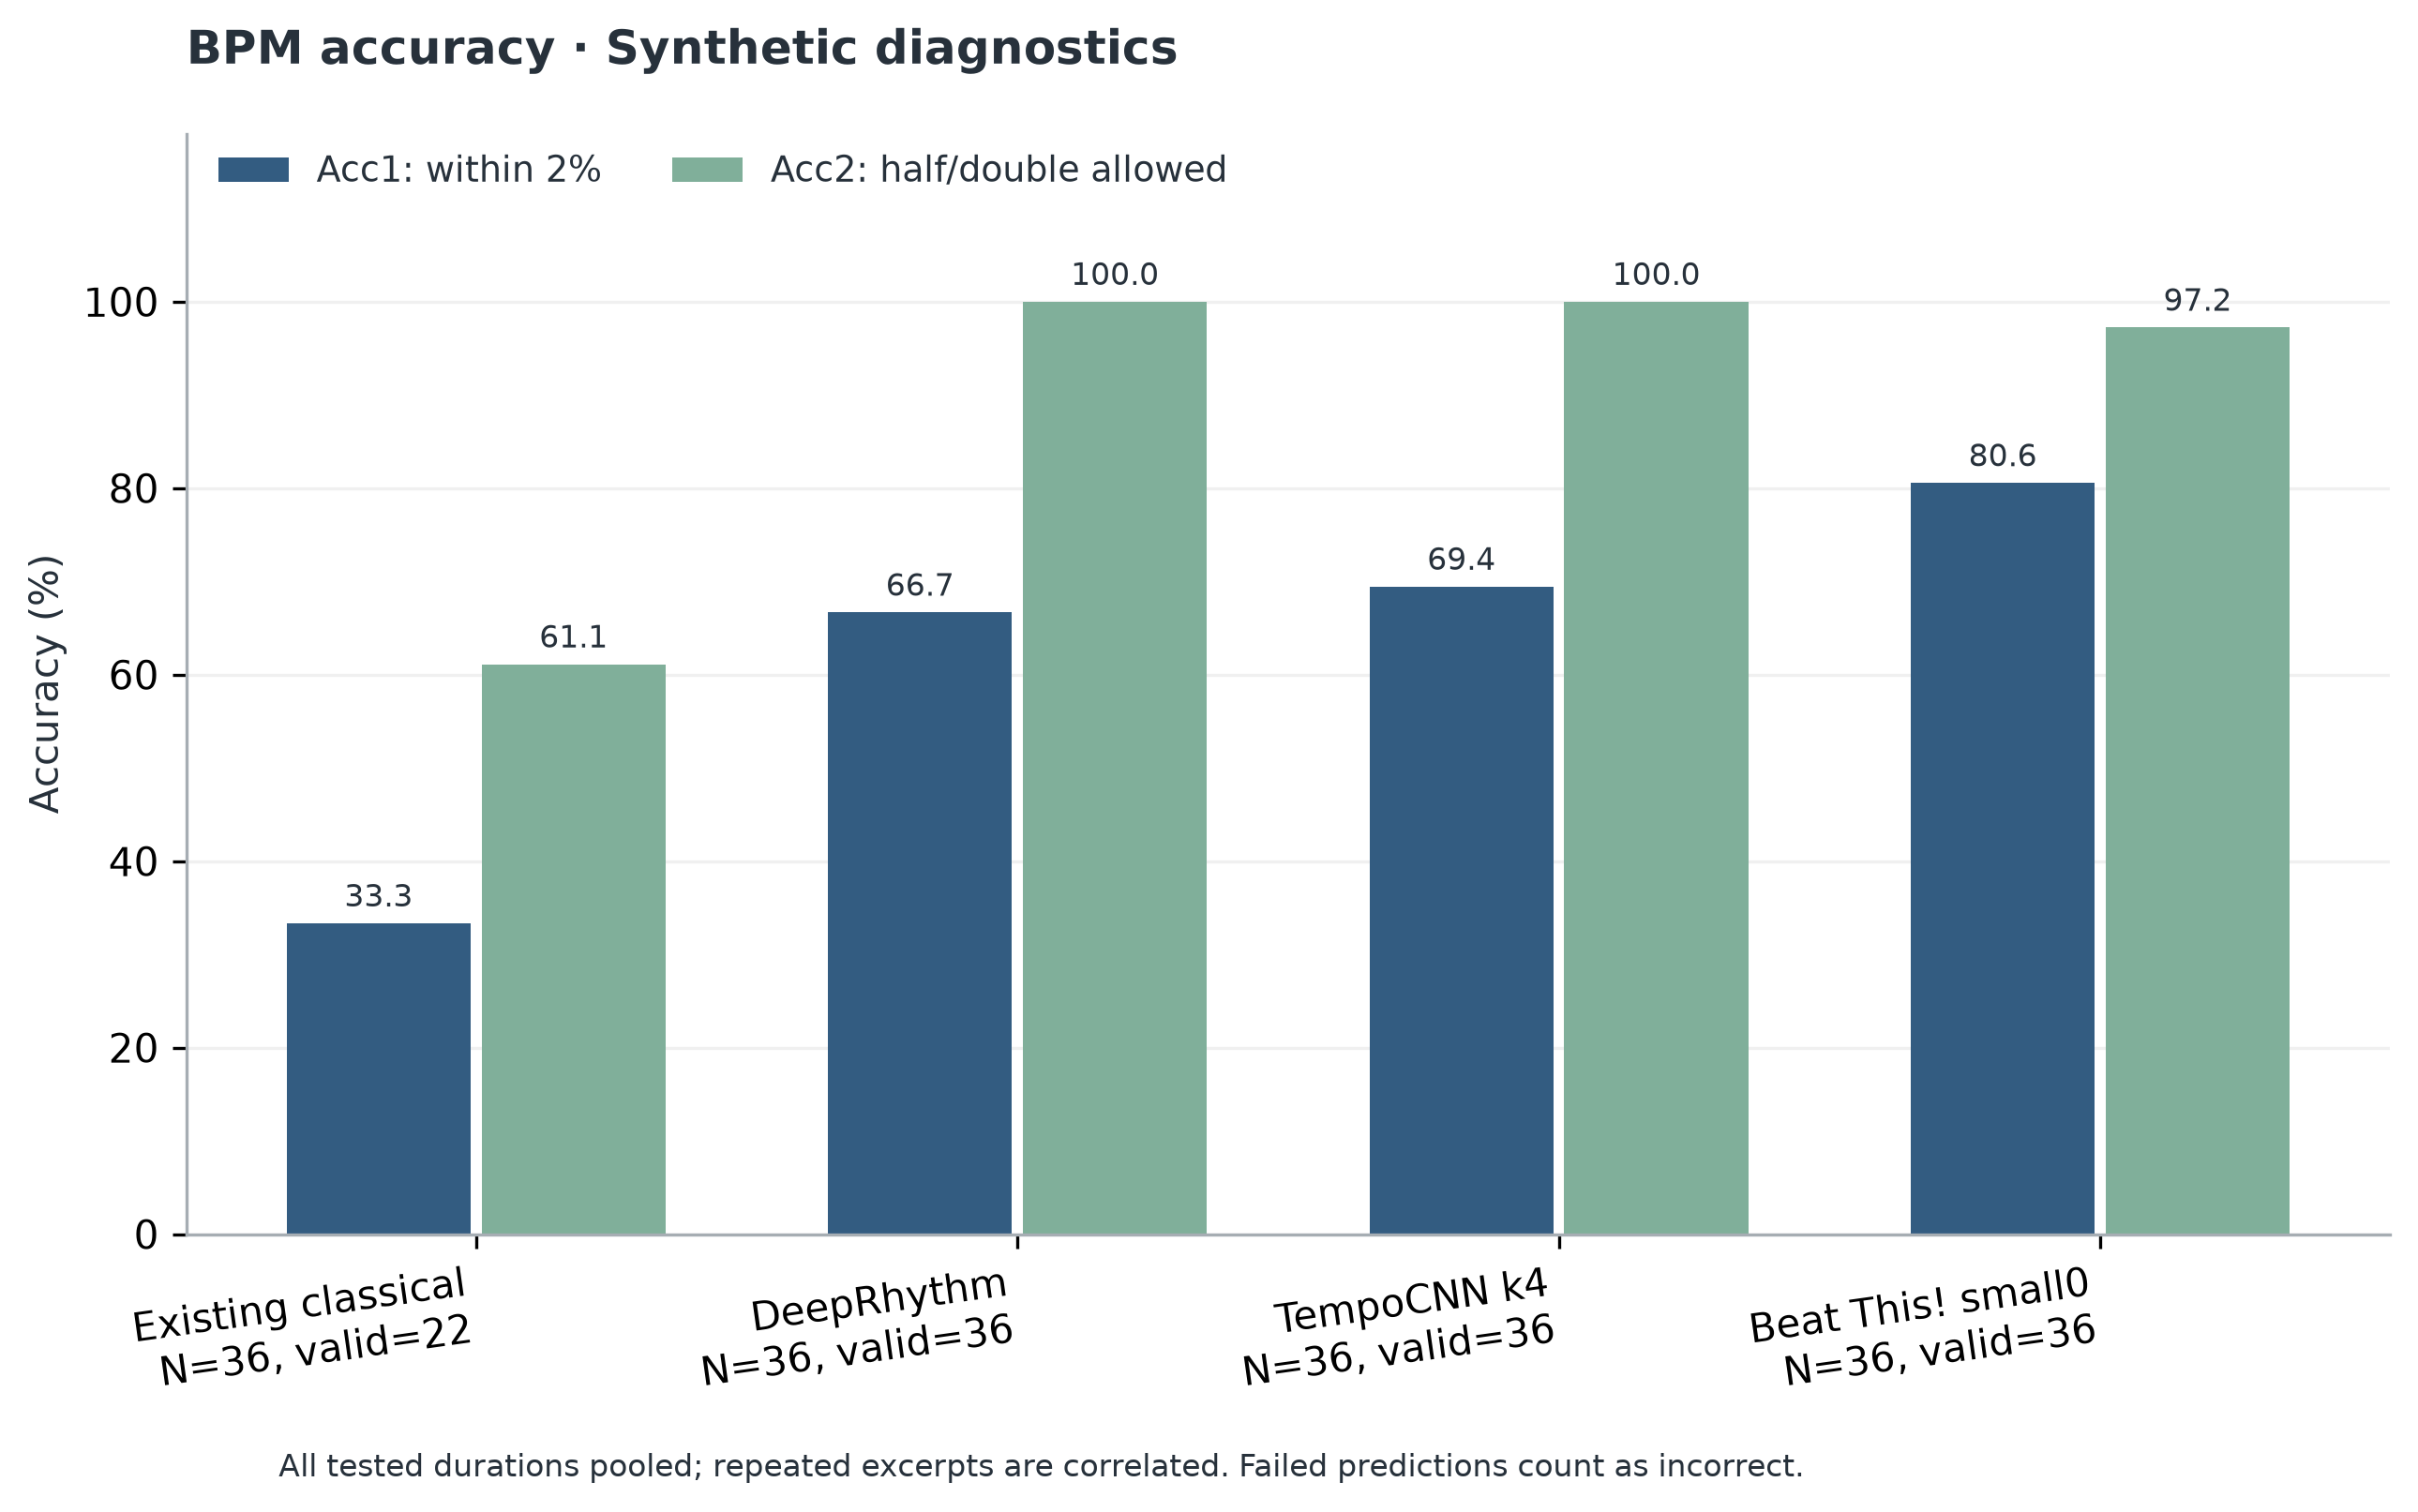 BPM accuracy · Synthetic diagnostics
Acc1: within 2%
Acc2: half/double allowed
Accuracy (%)
100
80
60
40
20
0
33.3
61.1
66.7
100.0
69.4
100.0
80.6
97.2
Existing classical
N=36, valid=22
DeepRhythm
N=36, valid=36
TempoCNN k4
N=36, valid=36
Beat This! small0
N=36, valid=36
All tested durations pooled; repeated excerpts are correlated. Failed predictions count as incorrect.